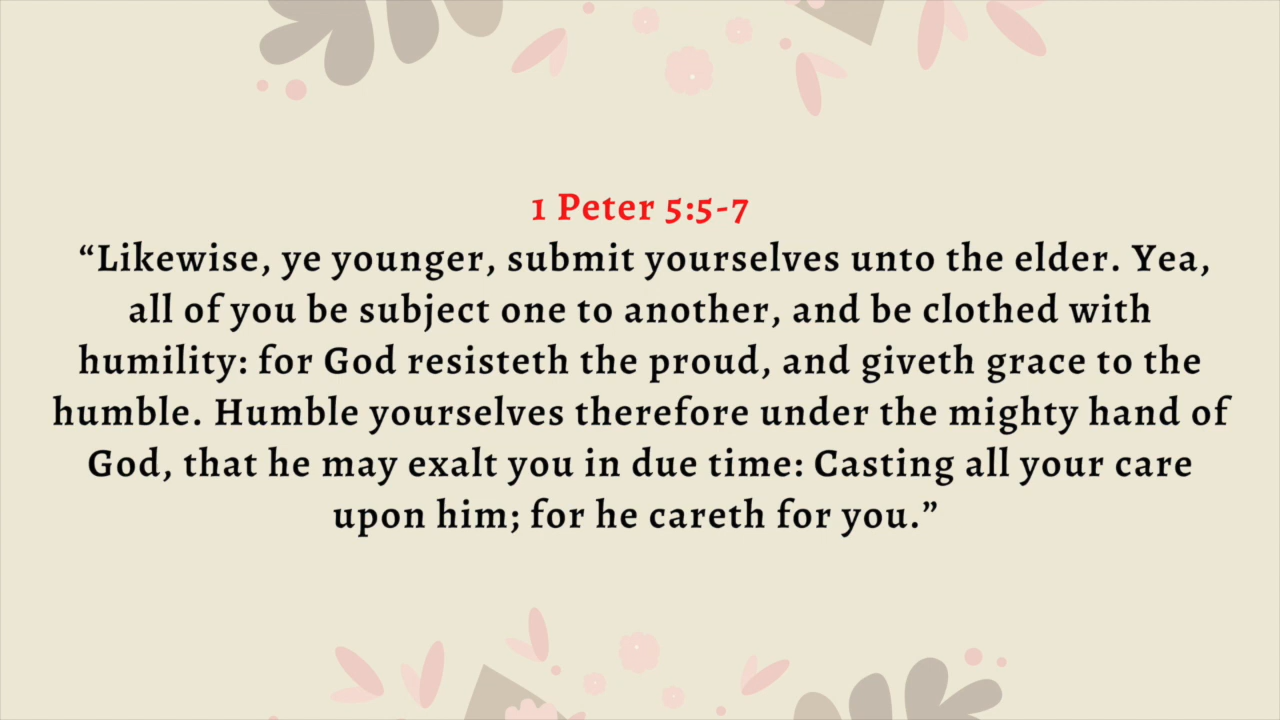 1 Peter 5:5-7
“Likewise, ye younger, submit yourselves unto the elder. Yea,
all of you be subject one to another, and be clothed with
humility: for God resisteth the proud, and giveth grace to the
humble. Humble yourselves therefore under the mighty hand of
God, that he may exalt you in due time: Casting all your care
upon him; for he careth for you.”